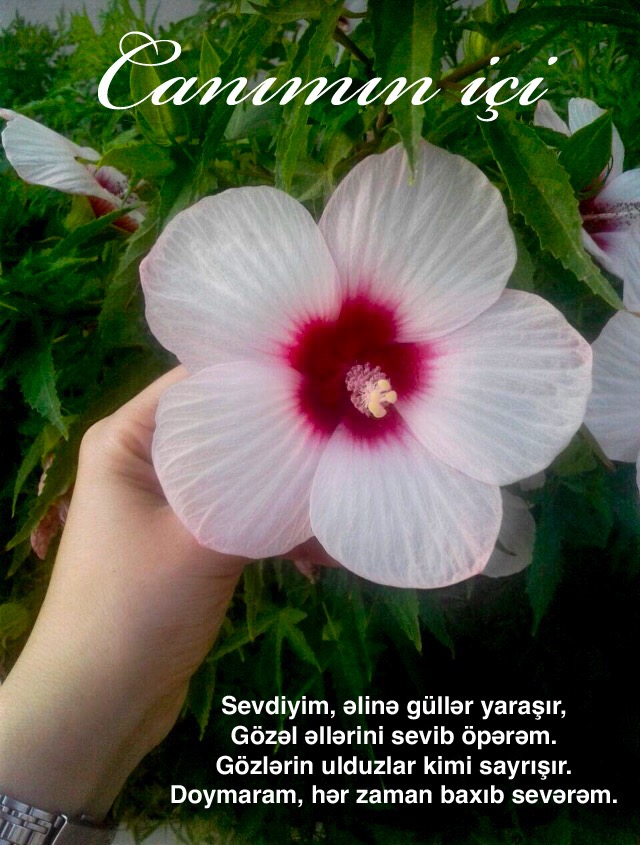 Canımın içi
Sevdiyim, əlinə güllər yaraşır,
Gözəl əllərini sevib öpərəm.
Gözlərin ulduzlar kimi sayrışır.
Doymaram, hər zaman baxıb sevərəm.